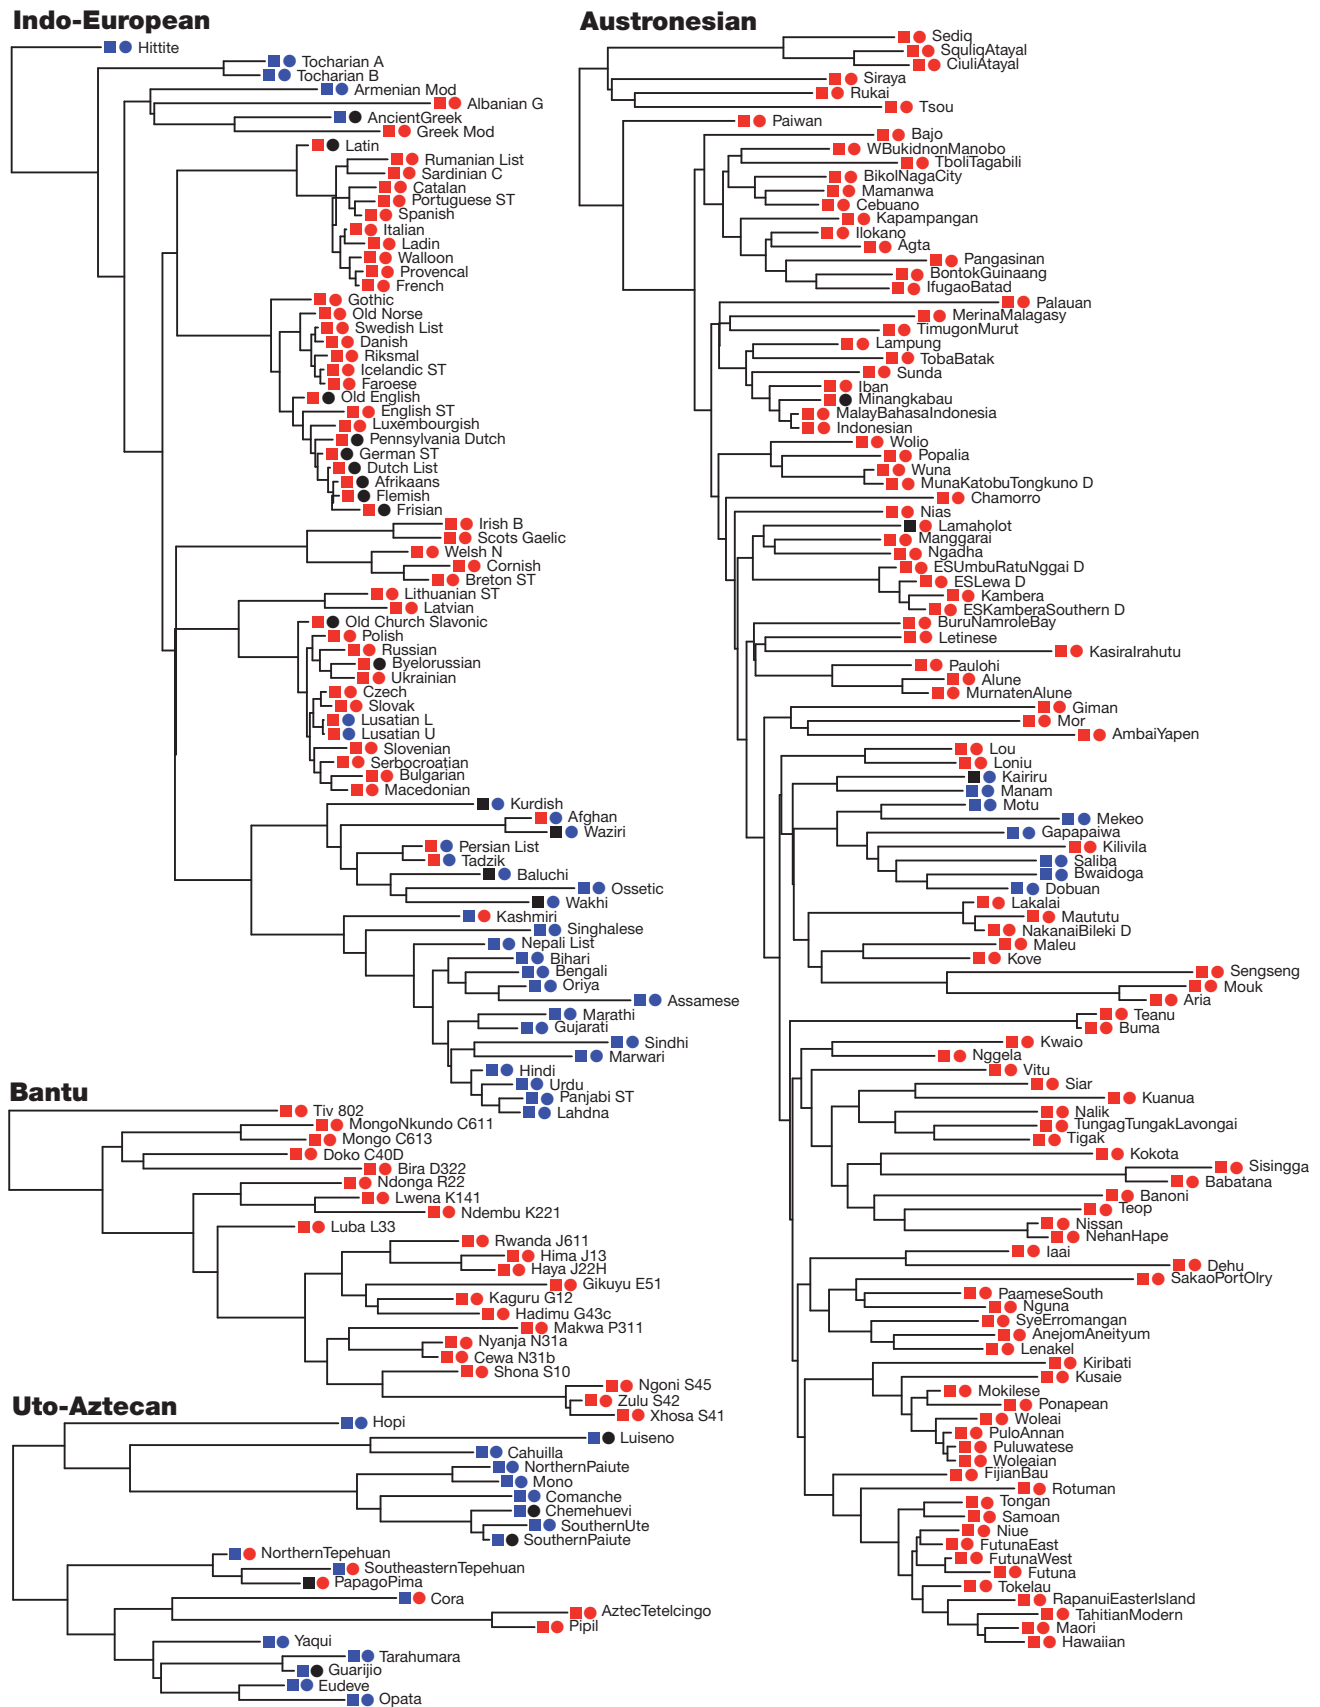 Indo-European
Hittite
Tocharian A
Tocharian B
Armenian Mod
Albanian G
AncientGreek
Greek Mod
Latin
Rumanian List
Sardinian C
Catalan
Portuguese ST
Spanish
Italian
Ladin
Walloon
Provencal
French
Gothic
Old Norse
Swedish List
Danish
Riksmal
Icelandic ST
Faroese
Old English
English ST
Luxembourgish
Pennsylvania Dutch
German ST
Dutch List
Afrikaans
Flemish
Frisian
Irish B
Scots Gaelic
Welsh N
Cornish
Breton ST
Lithuanian ST
Latvian
Old Church Slavonic
Polish
Russian
Byelorussian
Ukrainian
Czech
Slovak
Lusatian L
Lusatian U
Slovenian
Serbocroatian
Bulgarian
Macedonian
Kurdish
Afghan
Waziri
Persian List
Tadzik
Baluchi
Ossetic
Wakhi
Kashmiri
Singhalese
Nepali List
Bihari
Bengali
Oriya
Assamese
Marathi
Gujarati
Sindhi
Marwari
Hindi
Urdu
Panjabi ST
Lahdna
Bantu
Tiv 802
MongoNkundo C611
Mongo C613
Doko C40D
Bira D322
Ndonga R22
Lwena K141
Ndembu K221
Luba L33
Rwanda J611
Hima J13
Haya J22H
Gikuyu E51
Kaguru G12
Hadimu G43c
Makwa P311
Nyanja N31a
Cewa N31b
Shona S10
Ngoni S45
Zulu S42
Xhosa S41
Uto-Aztecan
Hopi
Luiseno
Cahuilla
NorthernPaiute
Mono
Comanche
Chemehuevi
SouthernUte
SouthernPaiute
NorthernTepehuan
SoutheasternTepehuan
PapagoPima
Cora
AztecTetelcingo
Pipil
Yaqui
Tarahumara
Guarijio
Eudeve
Opata
Austronesian
Sediq
SquliqAtayal
CiuliAtayal
Siraya
Rukai
Tsou
Paiwan
Bajo
WBukidnonManobo
TboliTagabili
BikolNagaCity
Mamanwa
Cebuano
Kapampangan
Ilokano
Agta
Pangasinan
BontokGuinaang
IfugaoBatad
Palauan
MerinaMalagasy
TimugonMurut
Lampung
TobaBatak
Sunda
Iban
Minangkabau
MalayBahasaIndonesia
Indonesian
Wolio
Popalia
Wuna
MunaKatobuTongkuno D
Chamorro
Nias
Lamaholot
Manggarai
Ngadha
ESUmbuRatuNggai D
ESLewa D
Kambera
ESKamberaSouthern D
BuruNamroleBay
Letinese
KasiraIrahutu
Paulohi
Alune
MurnatenAlune
Giman
Mor
AmbaiYapen
Lou
Loniu
Kairiru
Manam
Motu
Mekeo
Gapapaiwa
Kilivila
Saliba
Bwaidoga
Dobuan
Lakalai
Maututu
NakanaiBileki D
Maleu
Kove
Sengseng
Mouk
Aria
Teanu
Buma
Kwaio
Nggela
Vitu
Siar
Kuanua
Nalik
TungagTungakLavongai
Tigak
Kokota
Sisingga
Babatana
Banoni
Teop
Nissan
NehanHape
Iaai
Dehu
SakaoPortOlry
PaameseSouth
Nguna
SyeErromangan
AnejomAneityum
Lenakel
Kiribati
Kusaie
Mokilese
Ponapean
Woleai
PuloAnnan
Puluwatese
Woleaian
FijianBau
Rotuman
Tongan
Samoan
Niue
FutunaEast
FutunaWest
Futuna
Tokelau
RapanuiEasterIsland
TahitianModern
Maori
Hawaiian